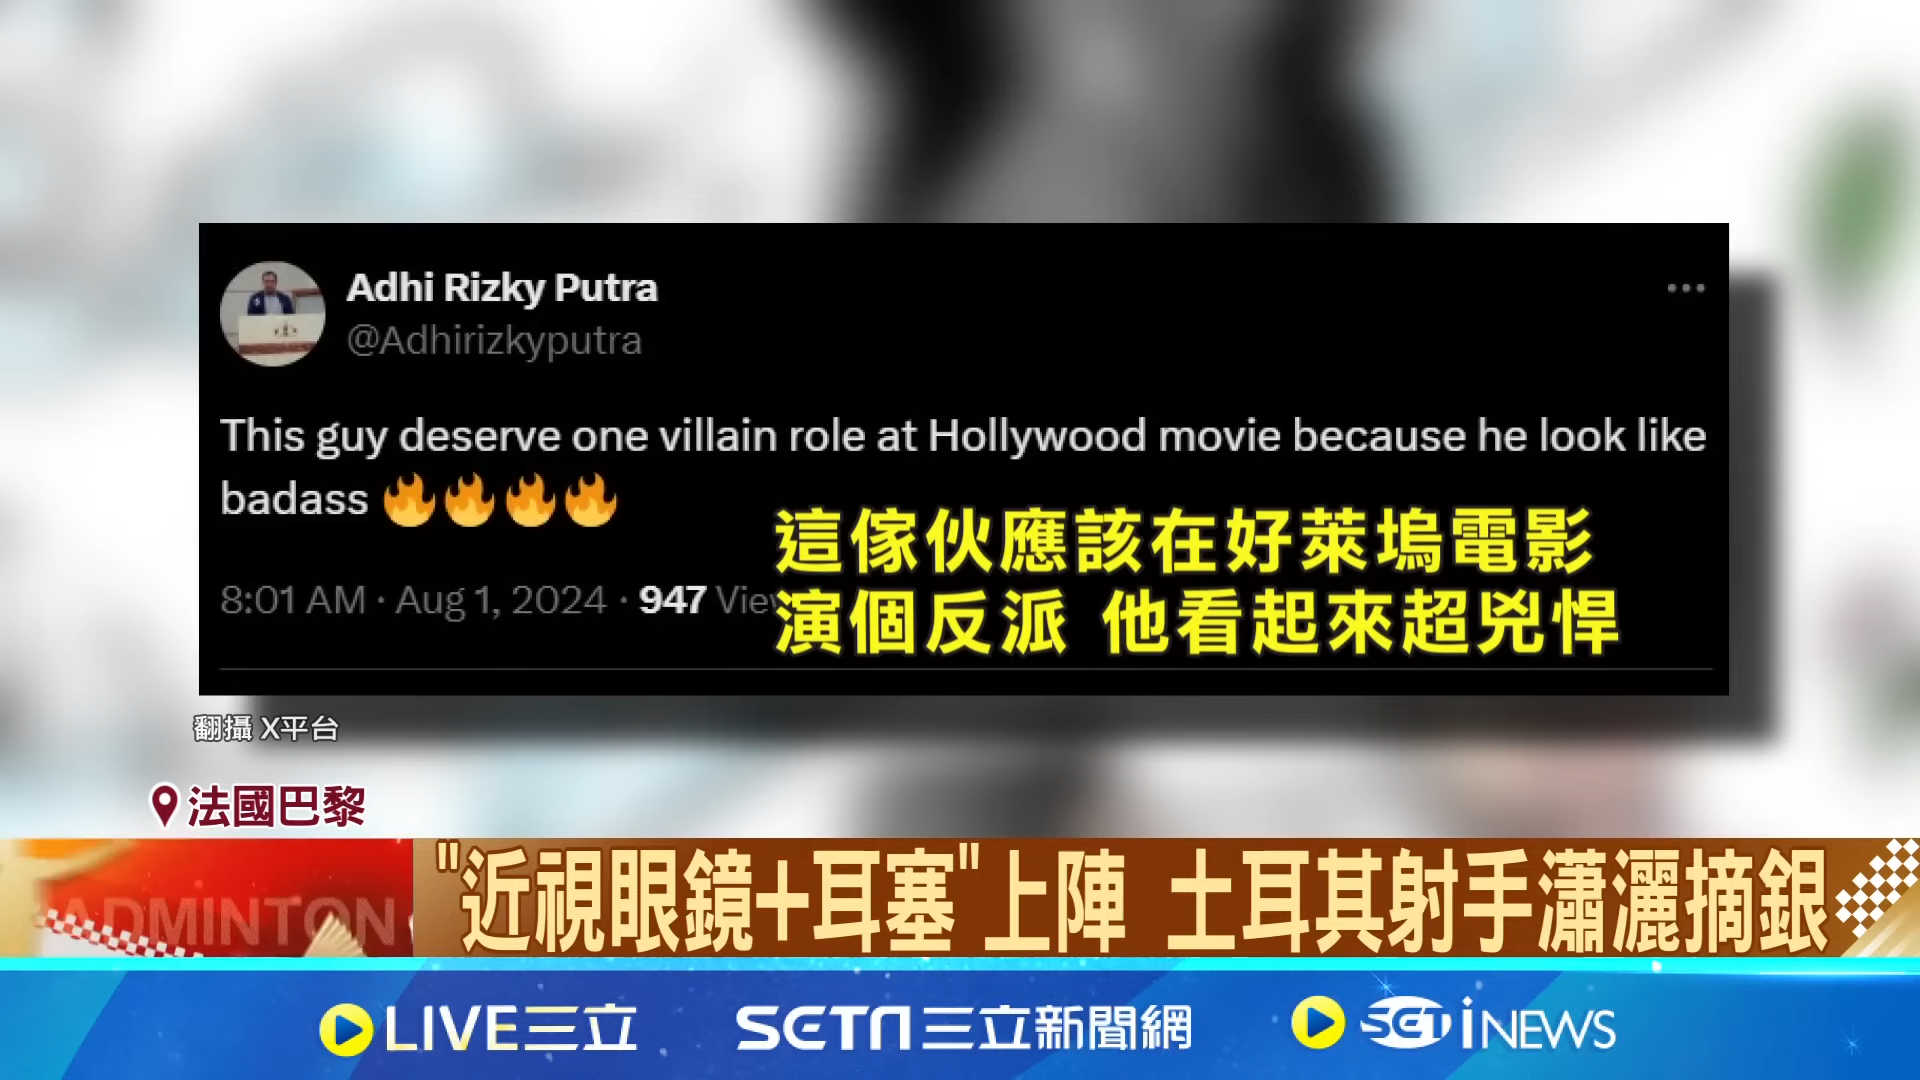 Adhi Rizky Putra
@Adhirizkyputra
This guy deserve one villain role at Hollywood movie because he look like
badass 🔥🔥🔥🔥
8:01 AM · Aug 1, 2024 · 947
這傢伙應該在好萊塢電影
演個反派 他看起來超兇悍
翻攝 X平台
法國巴黎
ADMINTON
"近視眼鏡+耳塞"上陣 土耳其射手瀟灑摘銀
LIVE三立
SETN三立新聞網
SETiNEWS